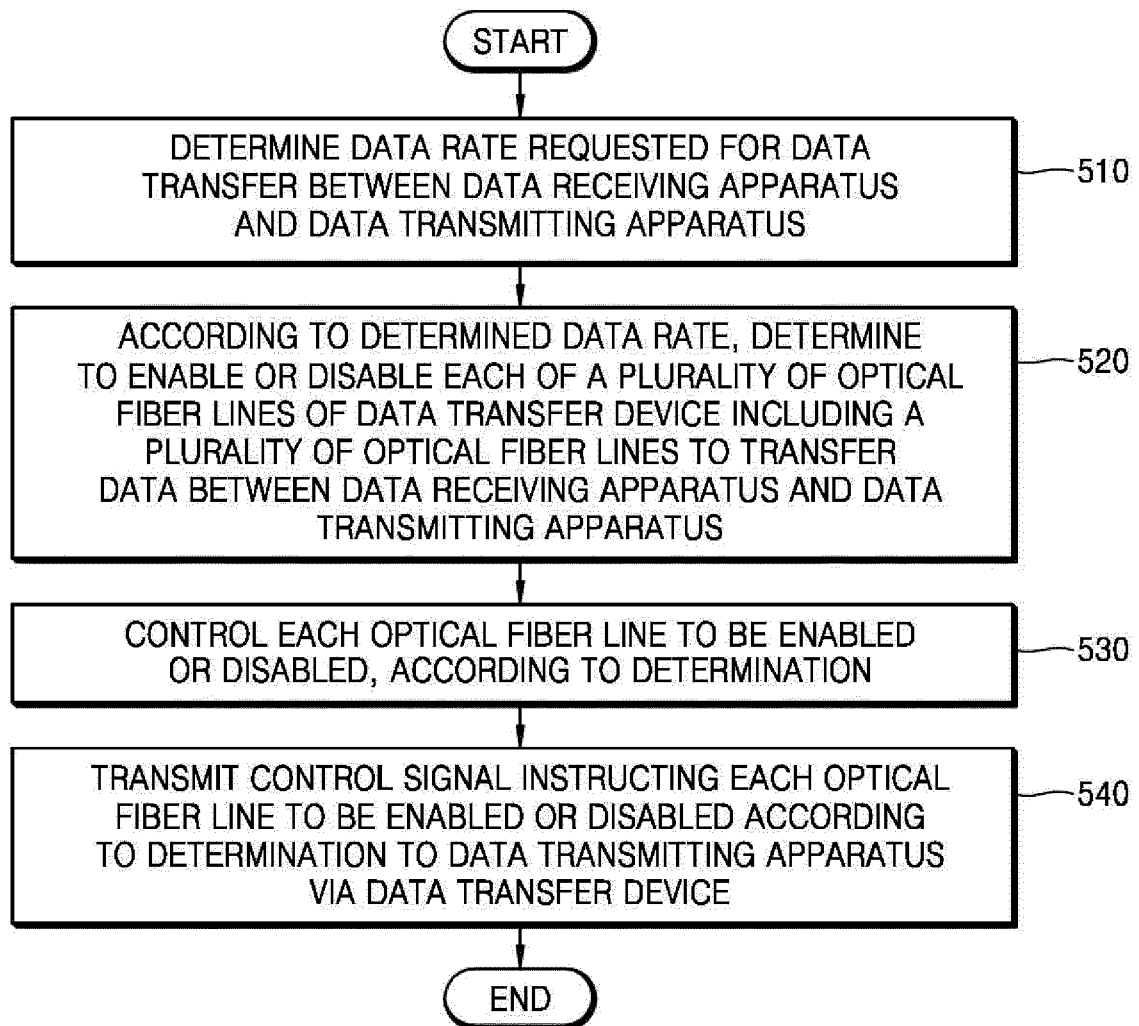 START
DETERMINE DATA RATE REQUESTED FOR DATA
TRANSFER BETWEEN DATA RECEIVING APPARATUS
AND DATA TRANSMITTING APPARATUS
510
ACCORDING TO DETERMINED DATA RATE, DETERMINE
TO ENABLE OR DISABLE EACH OF A PLURALITY OF OPTICAL
FIBER LINES OF DATA TRANSFER DEVICE INCLUDING A
PLURALITY OF OPTICAL FIBER LINES TO TRANSFER
DATA BETWEEN DATA RECEIVING APPARATUS AND DATA
TRANSMITTING APPARATUS
520
CONTROL EACH OPTICAL FIBER LINE TO BE ENABLED
OR DISABLED, ACCORDING TO DETERMINATION
530
TRANSMIT CONTROL SIGNAL INSTRUCTING EACH OPTICAL
FIBER LINE TO BE ENABLED OR DISABLED ACCORDING
TO DETERMINATION TO DATA TRANSMITTING APPARATUS
VIA DATA TRANSFER DEVICE
540
END